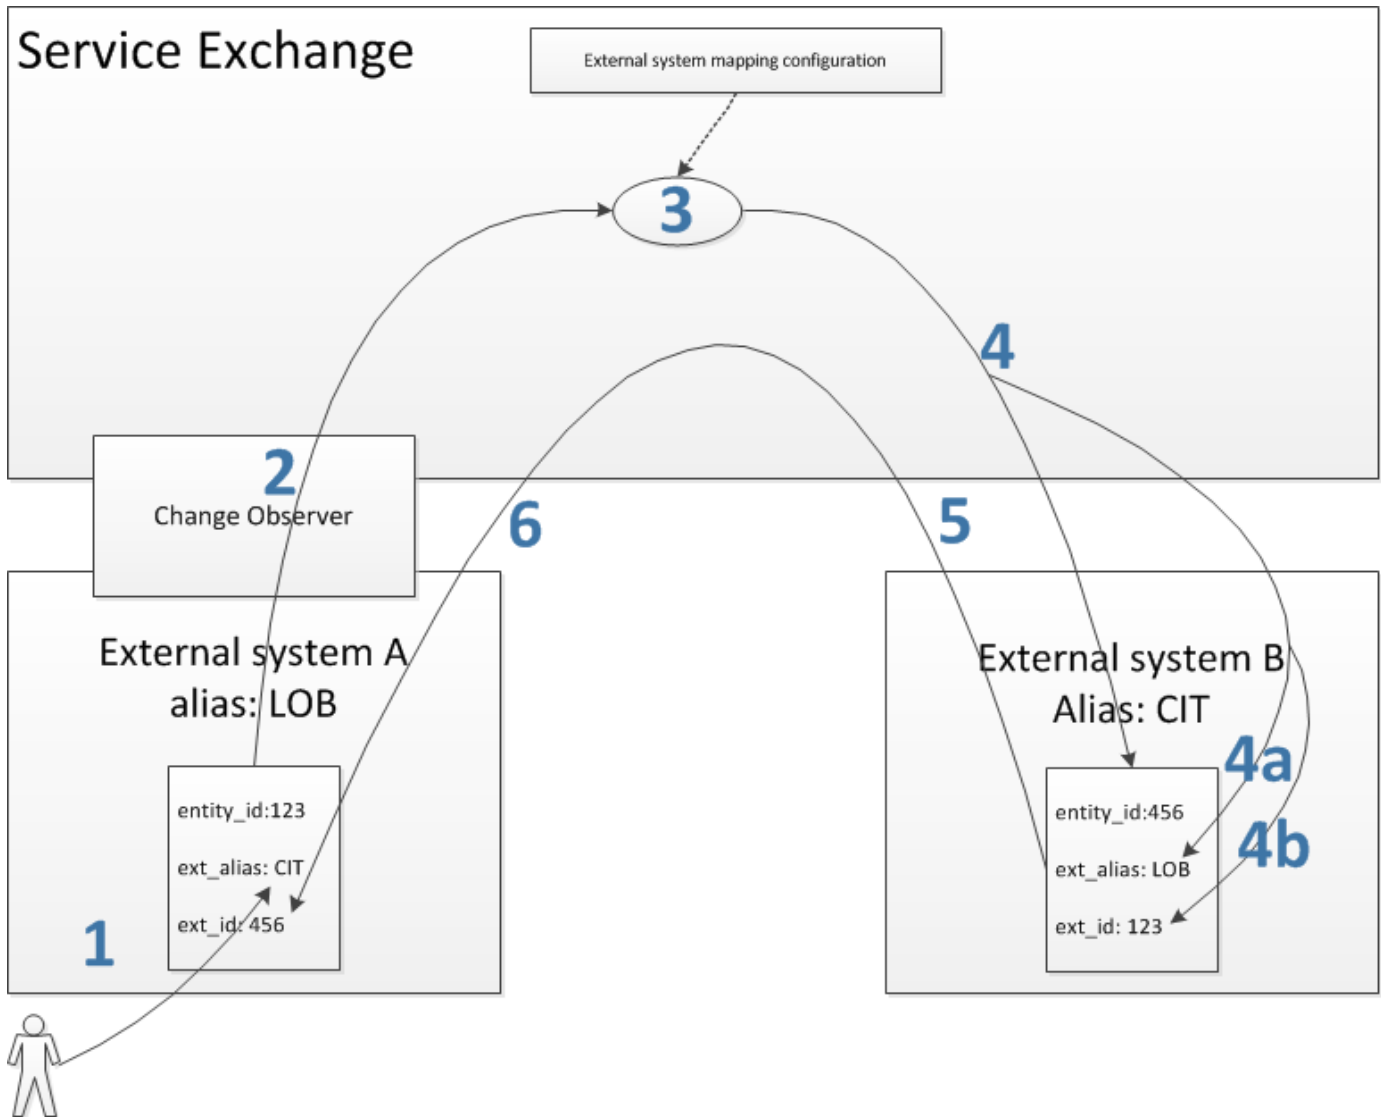 Service Exchange
External system mapping configuration
3
4
2
Change Observer
6
5
External system A
alias: LOB
External system B
Alias: CIT
entity_id:123
ext_alias: CIT
ext_id: 456
4a
entity_id:456
4b
ext_alias: LOB
ext_id: 123
1